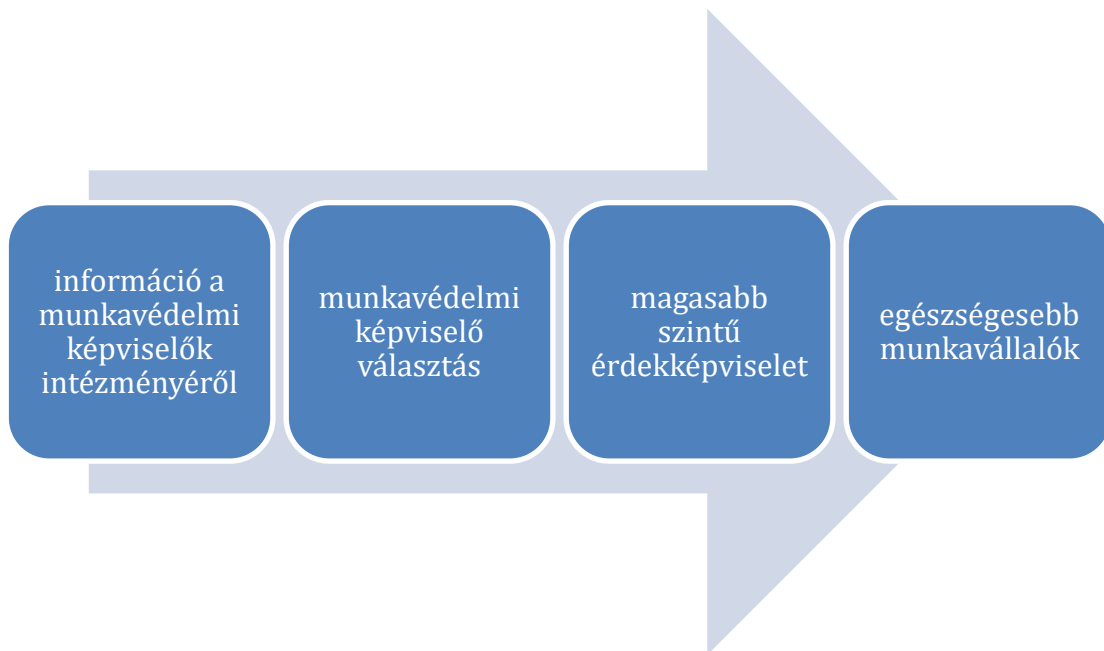 információ a
munkavédelmi
képviselők
intézményéről
munkavédelmi
képviselő
választás
magasabb
szintű
érdekképviselet
egészségesebb
munkavállalók